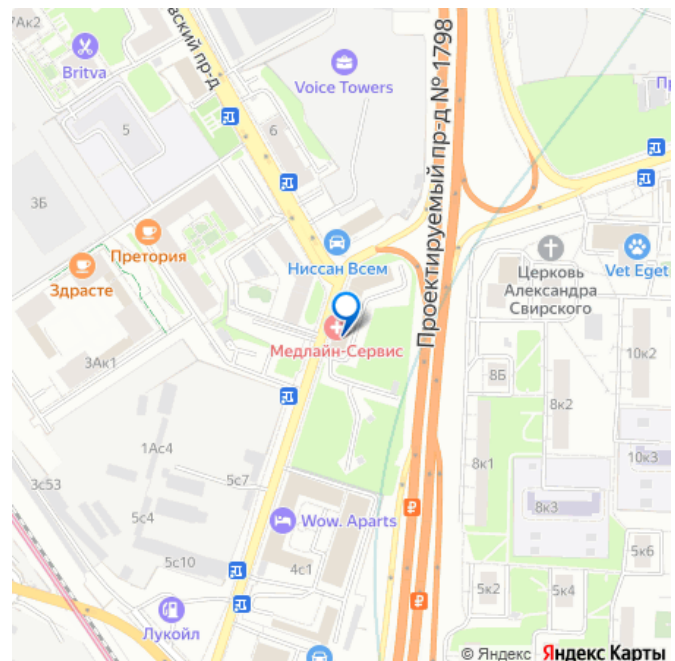 7Ак2
Britva
вский пр-д
Voice Towers
Проектируемый пр-д № 1798
5
6
3Б
Претория
Здрасте
Ниссан Всем
Церковь
Александра
Свирского
Vet Eget
Медлайн-Сервис
3Ак1
8Б
10к2
8к2
1Ас4
5с7
3с53
5с4
8к1
10к3
8к3
Wow. Aparts
5с10
4с1
5к6
5к2
5к4
Лукойл
© Яндекс Яндекс Карты